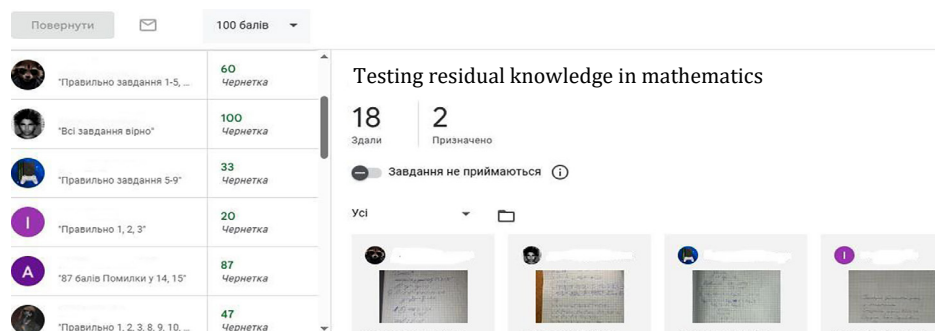 Повернути
100 балів
60
Чернетка
"Правильно завдання 1-5, ...
100
Чернетка
"Всі завдання вірно"
33
Чернетка
"Правильно завдання 5-9"
І
20
Чернетка
"Правильно 1, 2, 3"
А
87
Чернетка
"87 балів Помилки у 14, 15"
47
Чернетка
"Правильно 1, 2, 3, 8, 9, 10, ...
Testing residual knowledge in mathematics
18
2
Здали
Призначено
Завдання не приймаються
Усі
І